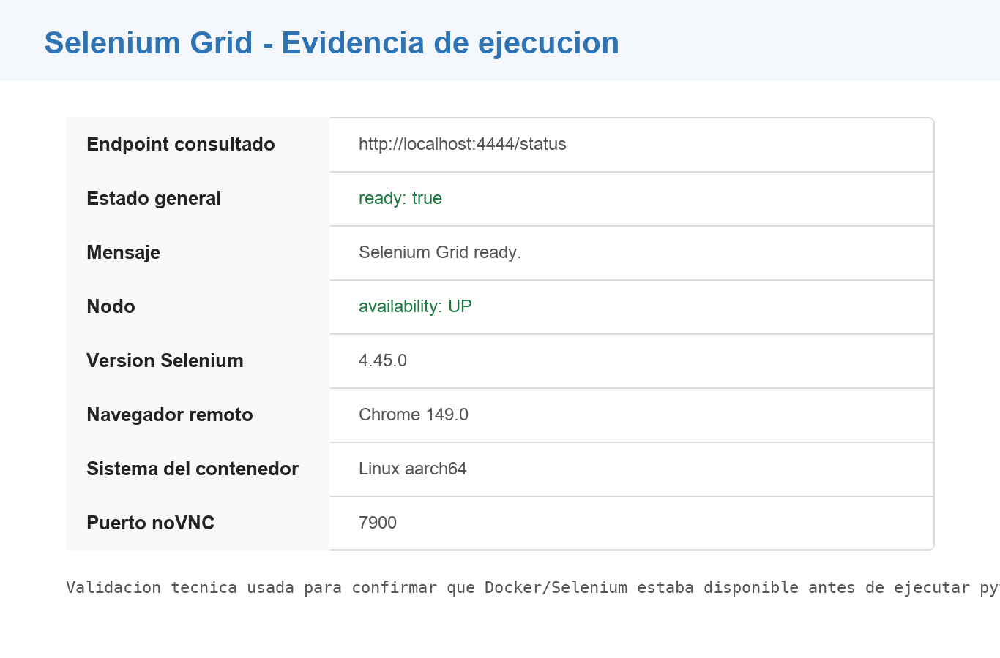 Selenium Grid - Evidencia de ejecucion
Endpoint consultado http://localhost:4444/status
Estado general ready: true
Mensaje Selenium Grid ready.
Nodo availability: UP
Version Selenium 4.45.0
Navegador remoto Chrome 149.0
Sistema del contenedor Linux aarch64
Puerto noVNC 7900
Validacion tecnica usada para confirmar que Docker/Selenium estaba disponible antes de ejecutar